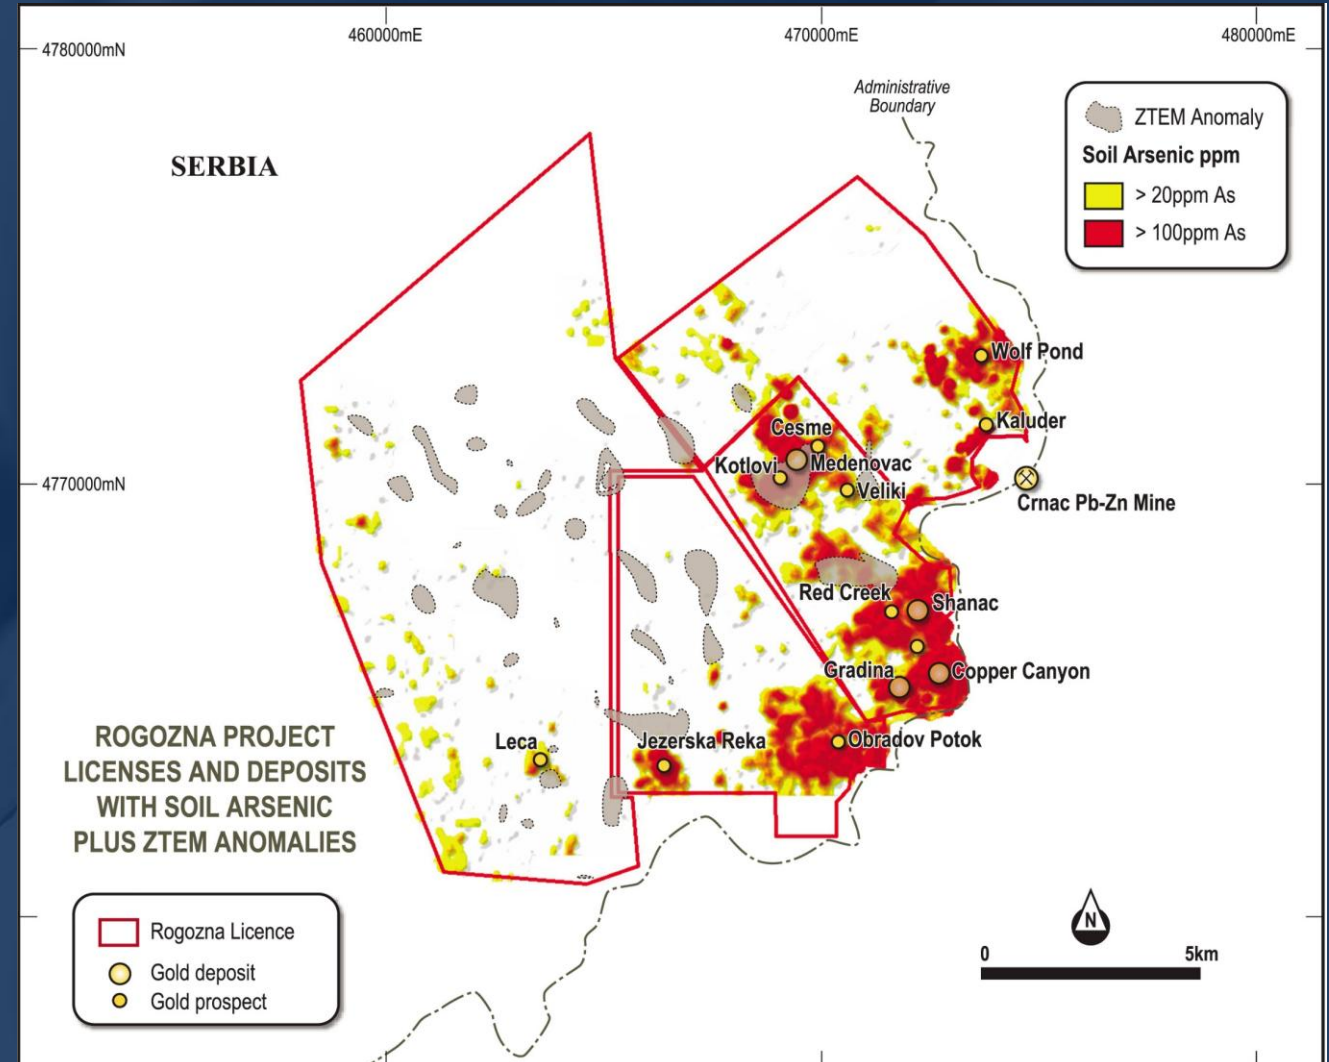 460000mE
470000mE
480000mE
4780000mN
Administrative
Boundary
ZTEM Anomaly
Soil Arsenic ppm
> 20ppm As
> 100ppm As
SERBIA
Wolf Pond
Kaluder
Cesme
Kotlovi
Medenovac
Veliki
4770000mN
Crnac Pb-Zn Mine
Red Creek
Shanac
Gradina
Copper Canyon
Leca
Jezerska Reka
Obradov Potok
ROGOZNA PROJECT
LICENSES AND DEPOSITS
WITH SOIL ARSENIC
PLUS ZTEM ANOMALIES
Rogozna Licence
Gold deposit
Gold prospect
N
0
5km